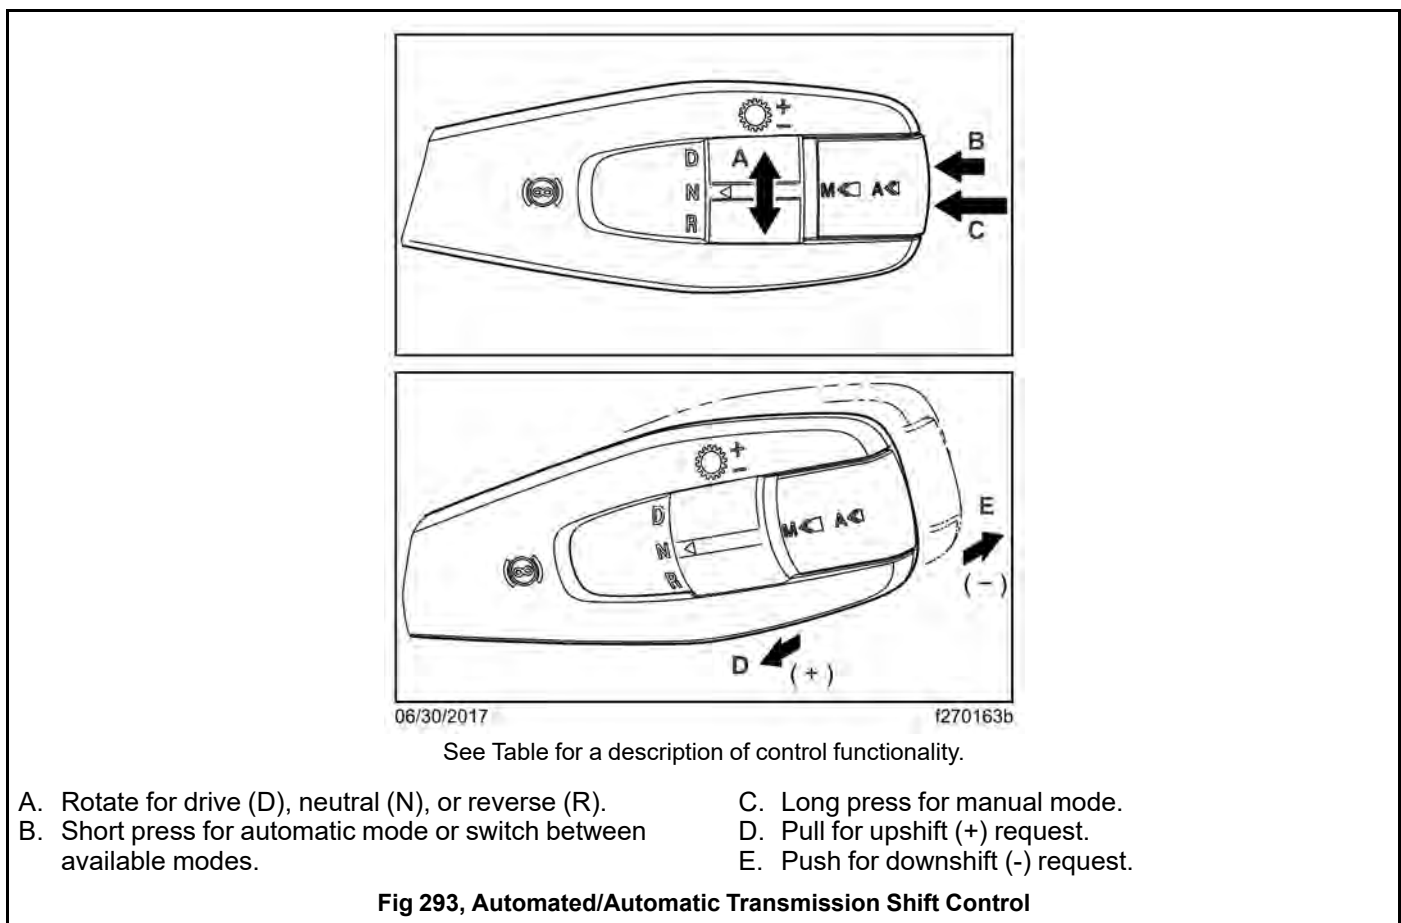 +
−
D
A
B
N
M A
R
C
+
−
D
E
M A
N
R
(−)
D
(+)
06/30/2017
f270163b
See Table for a description of control functionality.
A. Rotate for drive (D), neutral (N), or reverse (R).
B. Short press for automatic mode or switch between
available modes.
C. Long press for manual mode.
D. Pull for upshift (+) request.
E. Push for downshift (-) request.
Fig 293, Automated/Automatic Transmission Shift Control